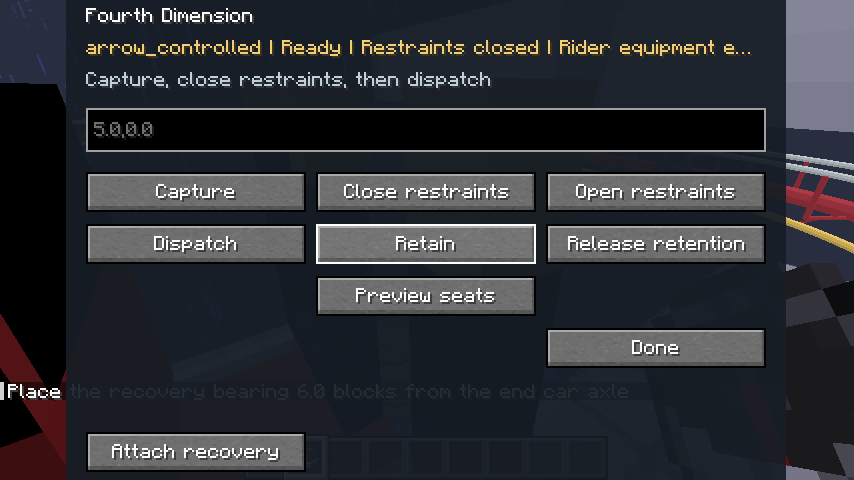 Fourth Dimension
arrow_controlled | Ready | Restraints closed | Rider equipment e...
Capture, close restraints, then dispatch
5.0,0.0
Capture
Close restraints
Open restraints
Dispatch
Retain
Release retention
Preview seats
Done
Place the recovery bearing 6.0 blocks from the end car axle
Attach recovery